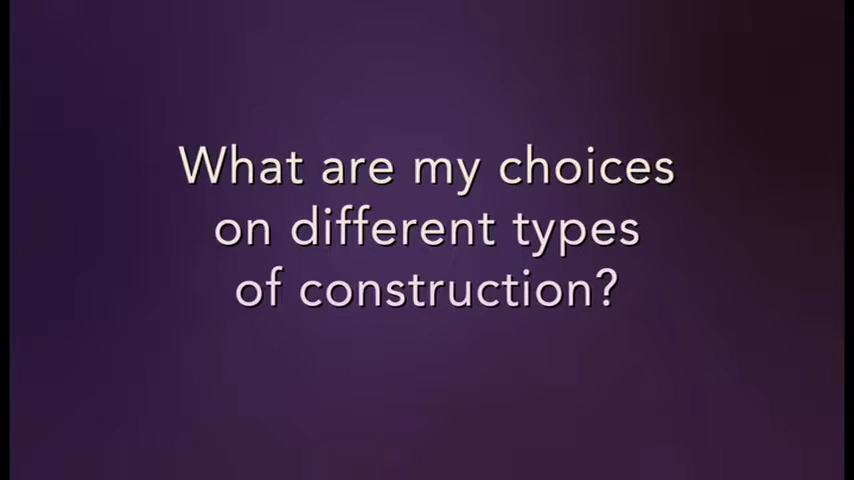 What are my choices
on different types
of construction?